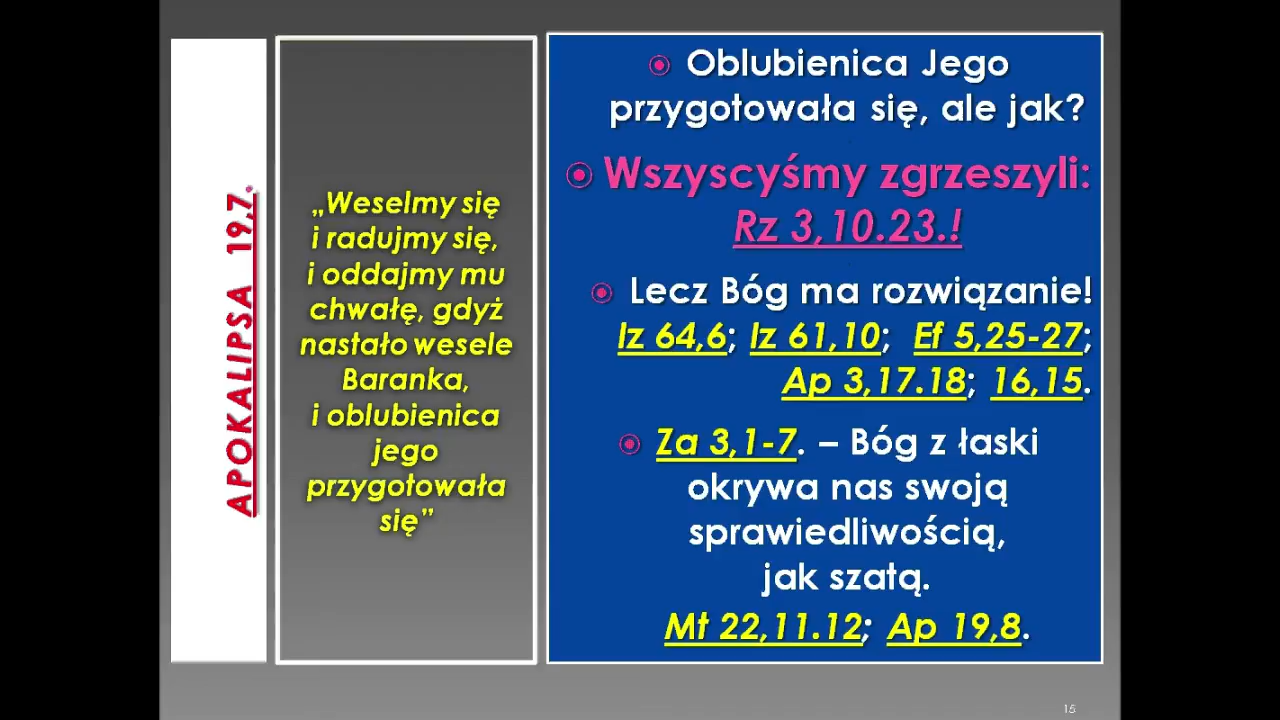 APOKALIPSA 19,7.
„Weselmy się
i radujmy się,
i oddajmy mu
chwałę, gdyż
nastało wesele
Baranka,
i oblubienica
jego
przygotowała
się”
Oblubienica Jego
przygotowała się, ale jak?
Wszyscyśmy zgrzeszyli:
Rz 3,10.23.!
Lecz Bóg ma rozwiązanie!
Iz 64,6; Iz 61,10; Ef 5,25-27;
Ap 3,17.18; 16,15.
Za 3,1-7. – Bóg z łaski
okrywa nas swoją
sprawiedliwością,
jak szatą.
Mt 22,11.12; Ap 19,8.
15